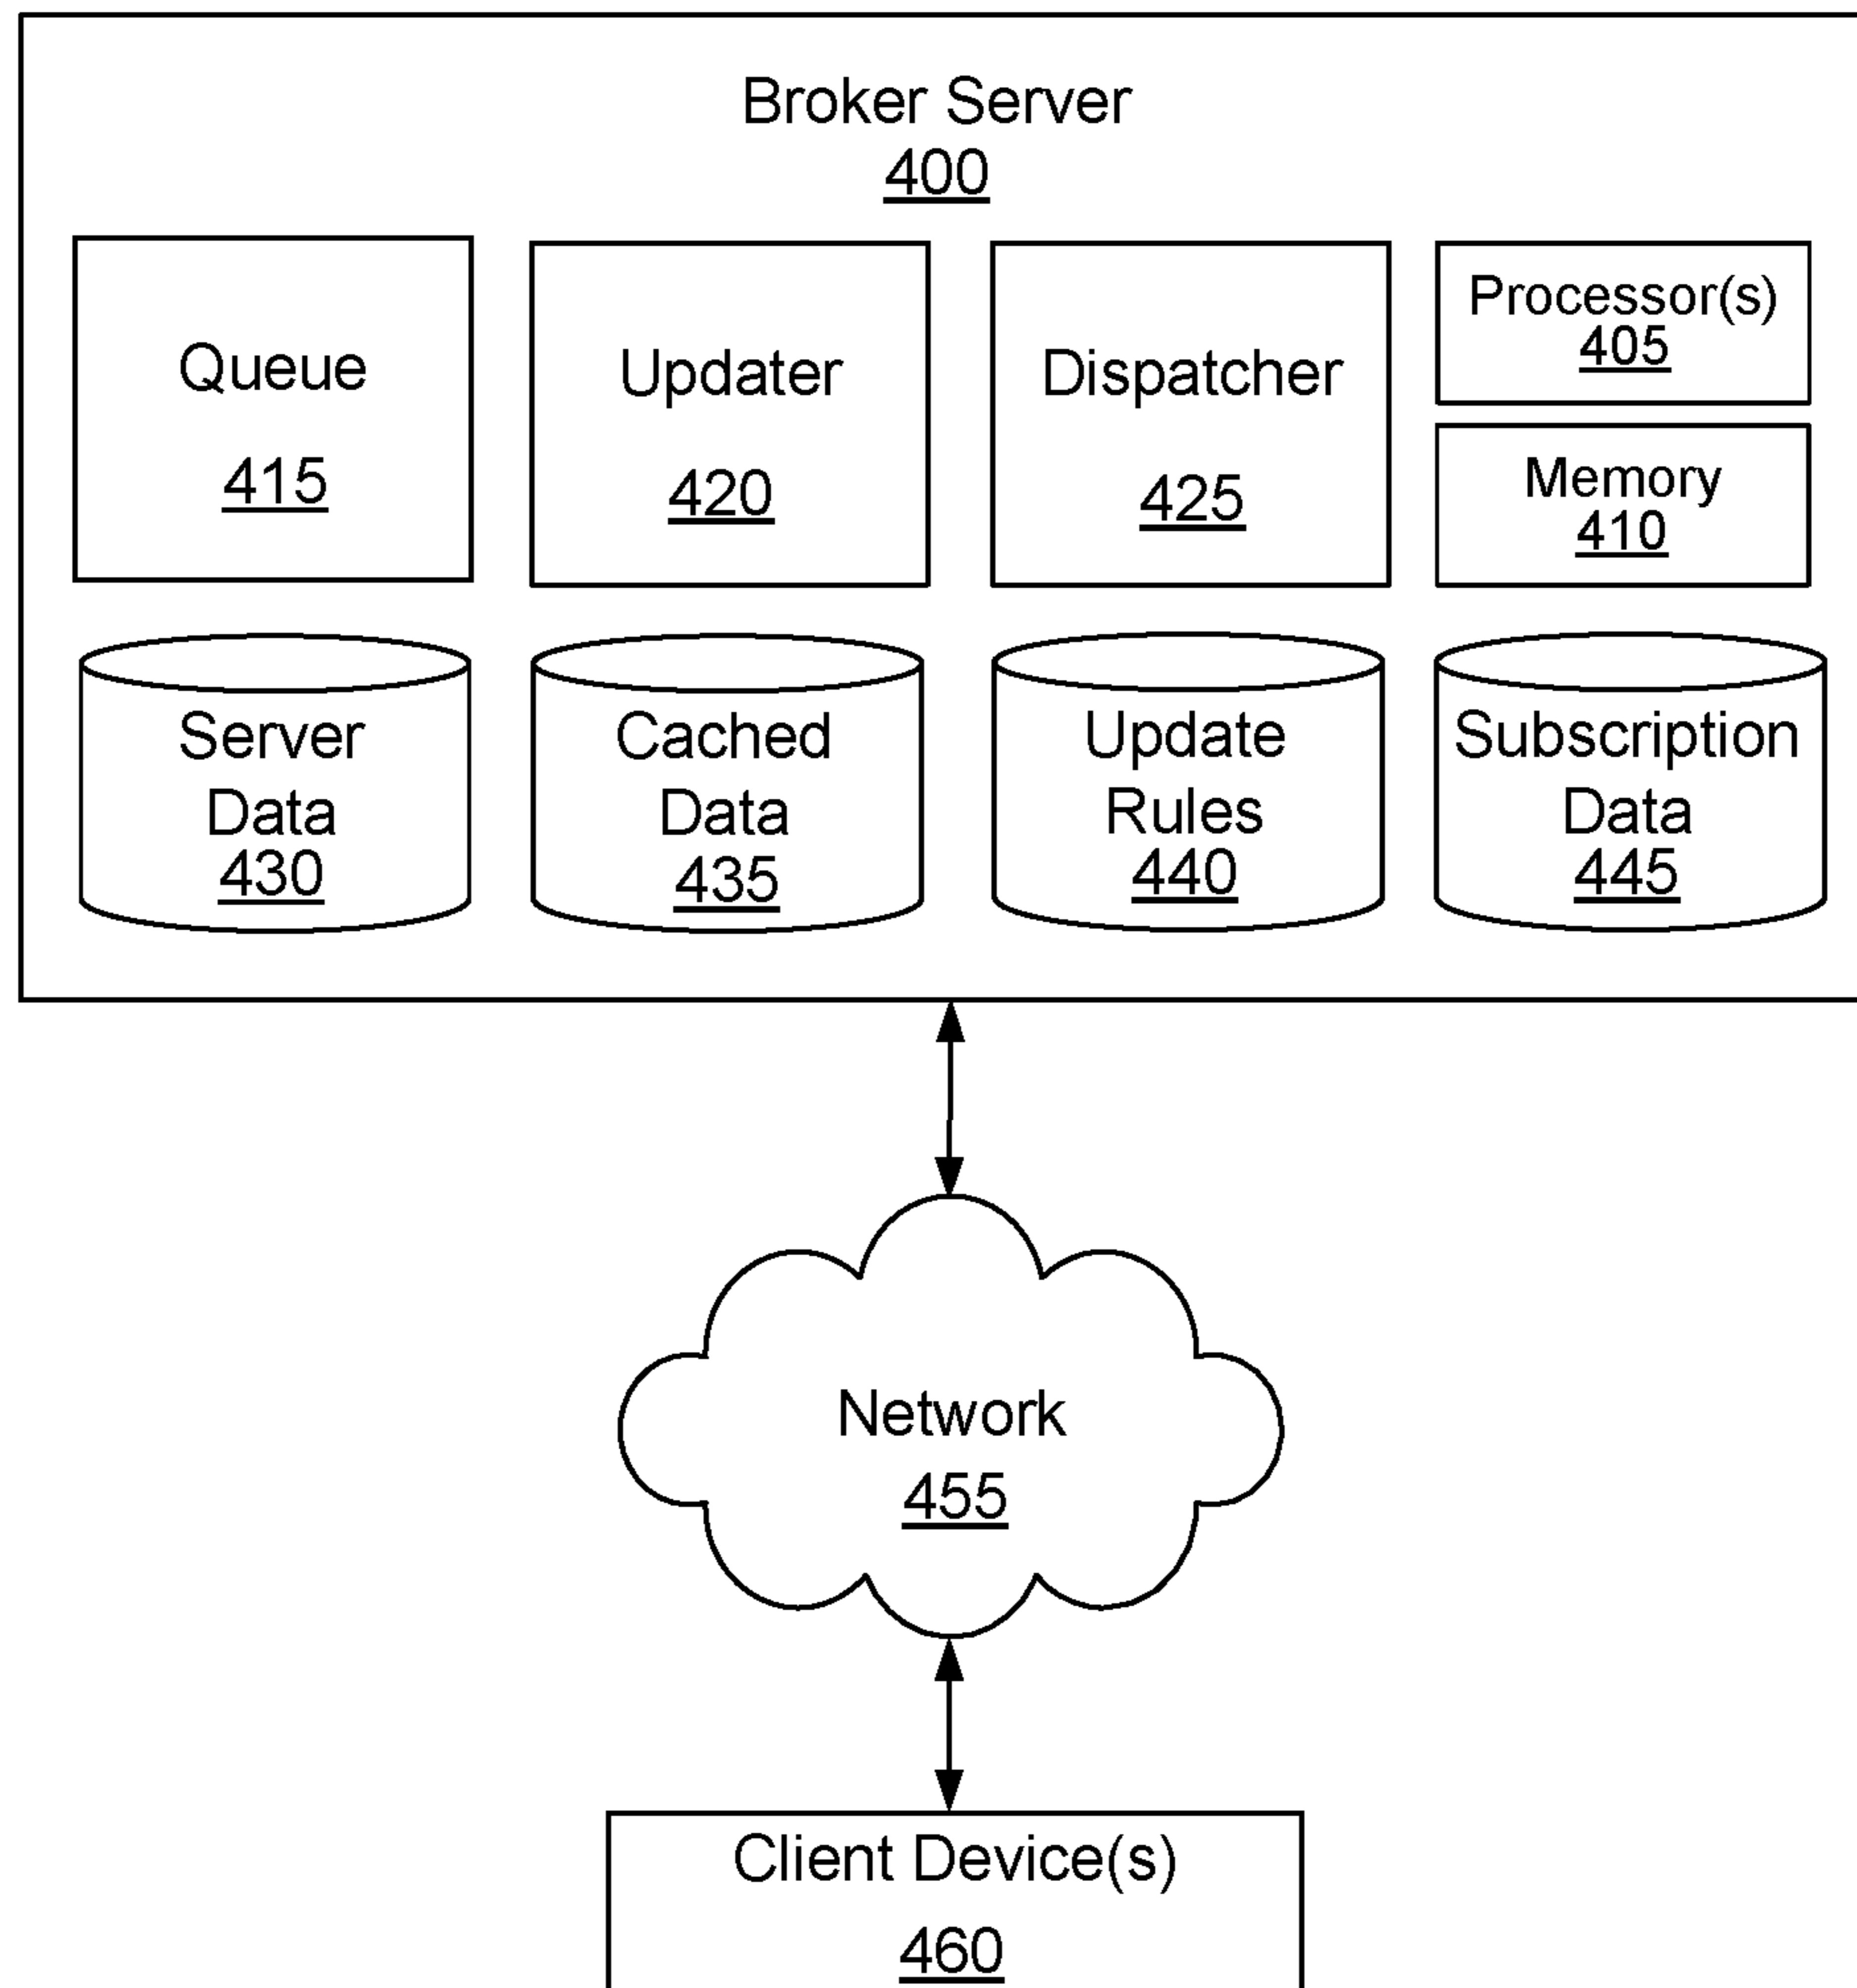 Broker Server
400
Queue
415
Updater
420
Dispatcher
425
Processor(s)
405
Memory
410
Server
Data
430
Cached
Data
435
Update
Rules
440
Subscription
Data
445
Network
455
Client Device(s)
460